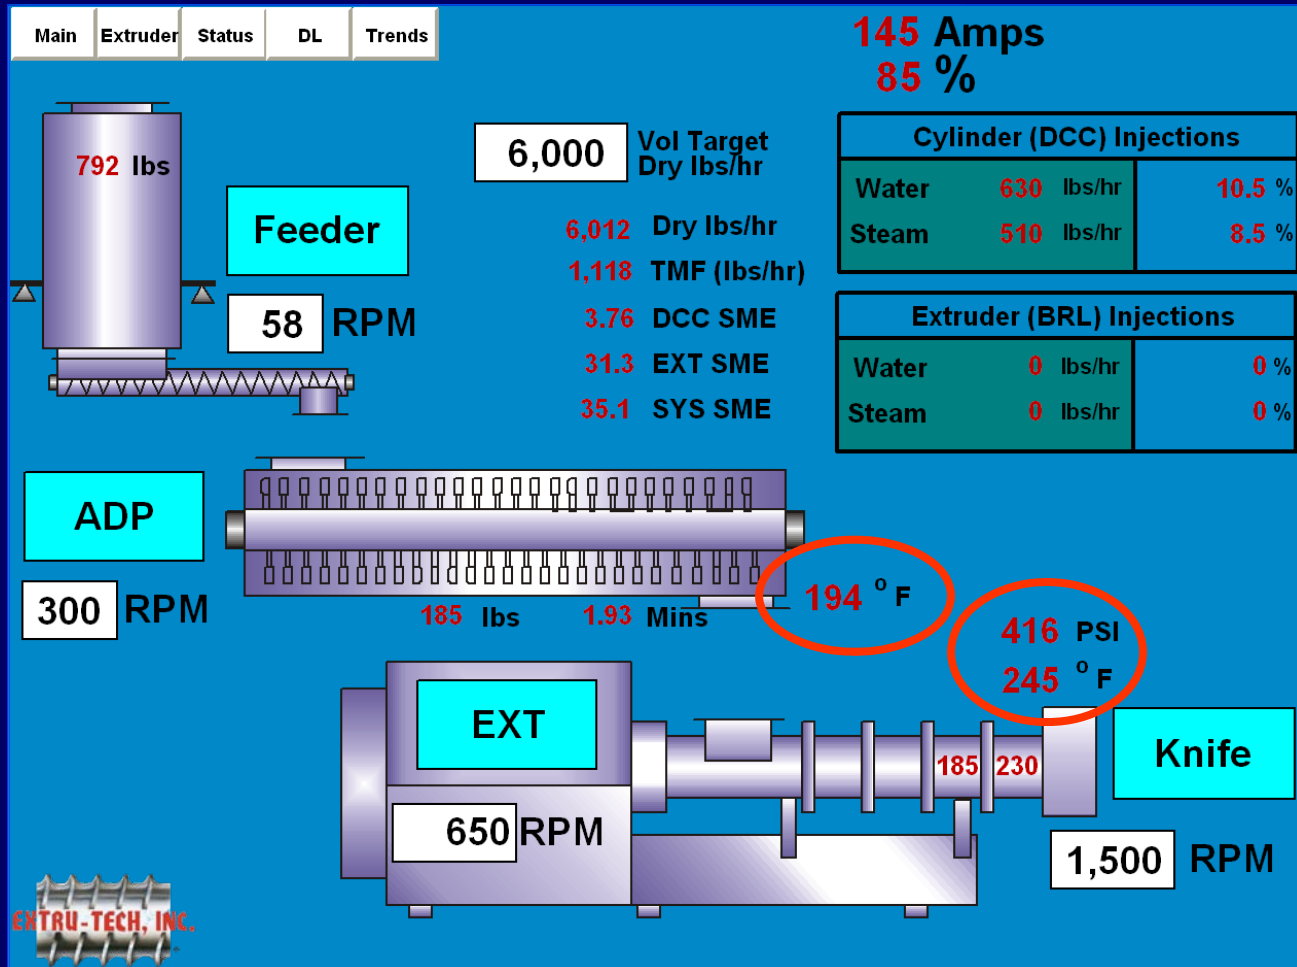 Main Extruder Status DL Trends
145 Amps
85 %
792 lbs
Feeder
58 RPM
6,000 Vol Target
Dry lbs/hr
6,012 Dry lbs/hr
1,118 TMF (lbs/hr)
3.76 DCC SME
31.3 EXT SME
35.1 SYS SME
Cylinder (DCC) Injections
Water 630 lbs/hr 10.5 %
Steam 510 lbs/hr 8.5 %
Extruder (BRL) Injections
Water 0 lbs/hr 0 %
Steam 0 lbs/hr 0 %
ADP
300 RPM
185 lbs 1.93 Mins
194 ° F
416 PSI
245 ° F
EXT
650 RPM
185 230
Knife
1,500 RPM
EXTRU-TECH, INC.